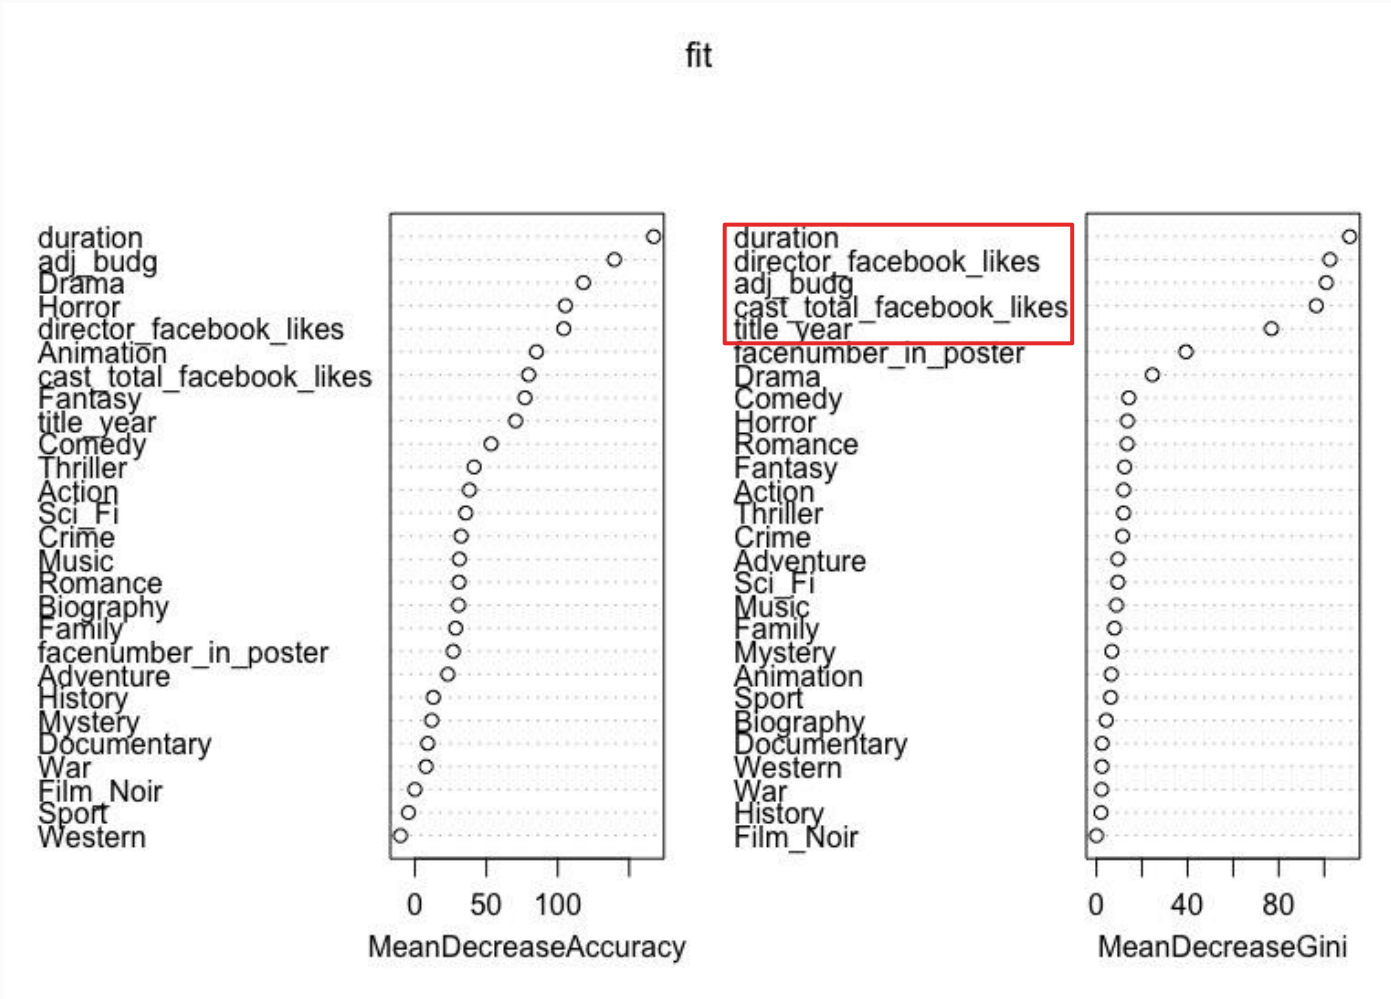 fit
duration
adj_budg
Drama
Horror
director_facebook_likes
Animation
cast_total_facebook_likes
Fantasy
title_year
Comedy
Thriller
Action
Sci_Fi
Crime
Music
Romance
Biography
Family
facenumber_in_poster
Adventure
History
Mystery
Documentary
War
Film_Noir
Sport
Western
0 50 100
MeanDecreaseAccuracy
duration
director_facebook_likes
adj_budg
cast_total_facebook_likes
title_year
facenumber_in_poster
Drama
Comedy
Horror
Romance
Fantasy
Action
Thriller
Crime
Adventure
Sci_Fi
Music
Family
Mystery
Animation
Sport
Biography
Documentary
Western
War
History
Film_Noir
0 40 80
MeanDecreaseGini